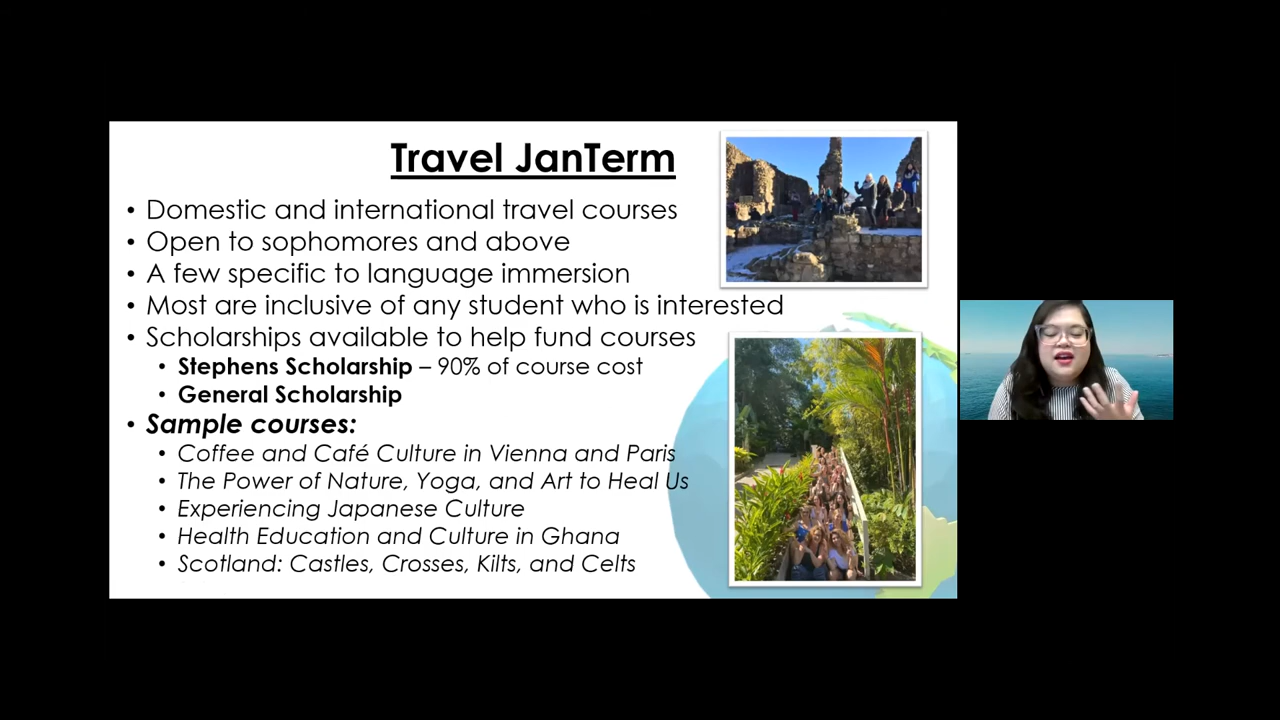 Travel JanTerm
• Domestic and international travel courses
• Open to sophomores and above
• A few specific to language immersion
• Most are inclusive of any student who is interested
• Scholarships available to help fund courses
• Stephens Scholarship – 90% of course cost
• General Scholarship
• Sample courses:
• Coffee and Café Culture in Vienna and Paris
• The Power of Nature, Yoga, and Art to Heal Us
• Experiencing Japanese Culture
• Health Education and Culture in Ghana
• Scotland: Castles, Crosses, Kilts, and Celts